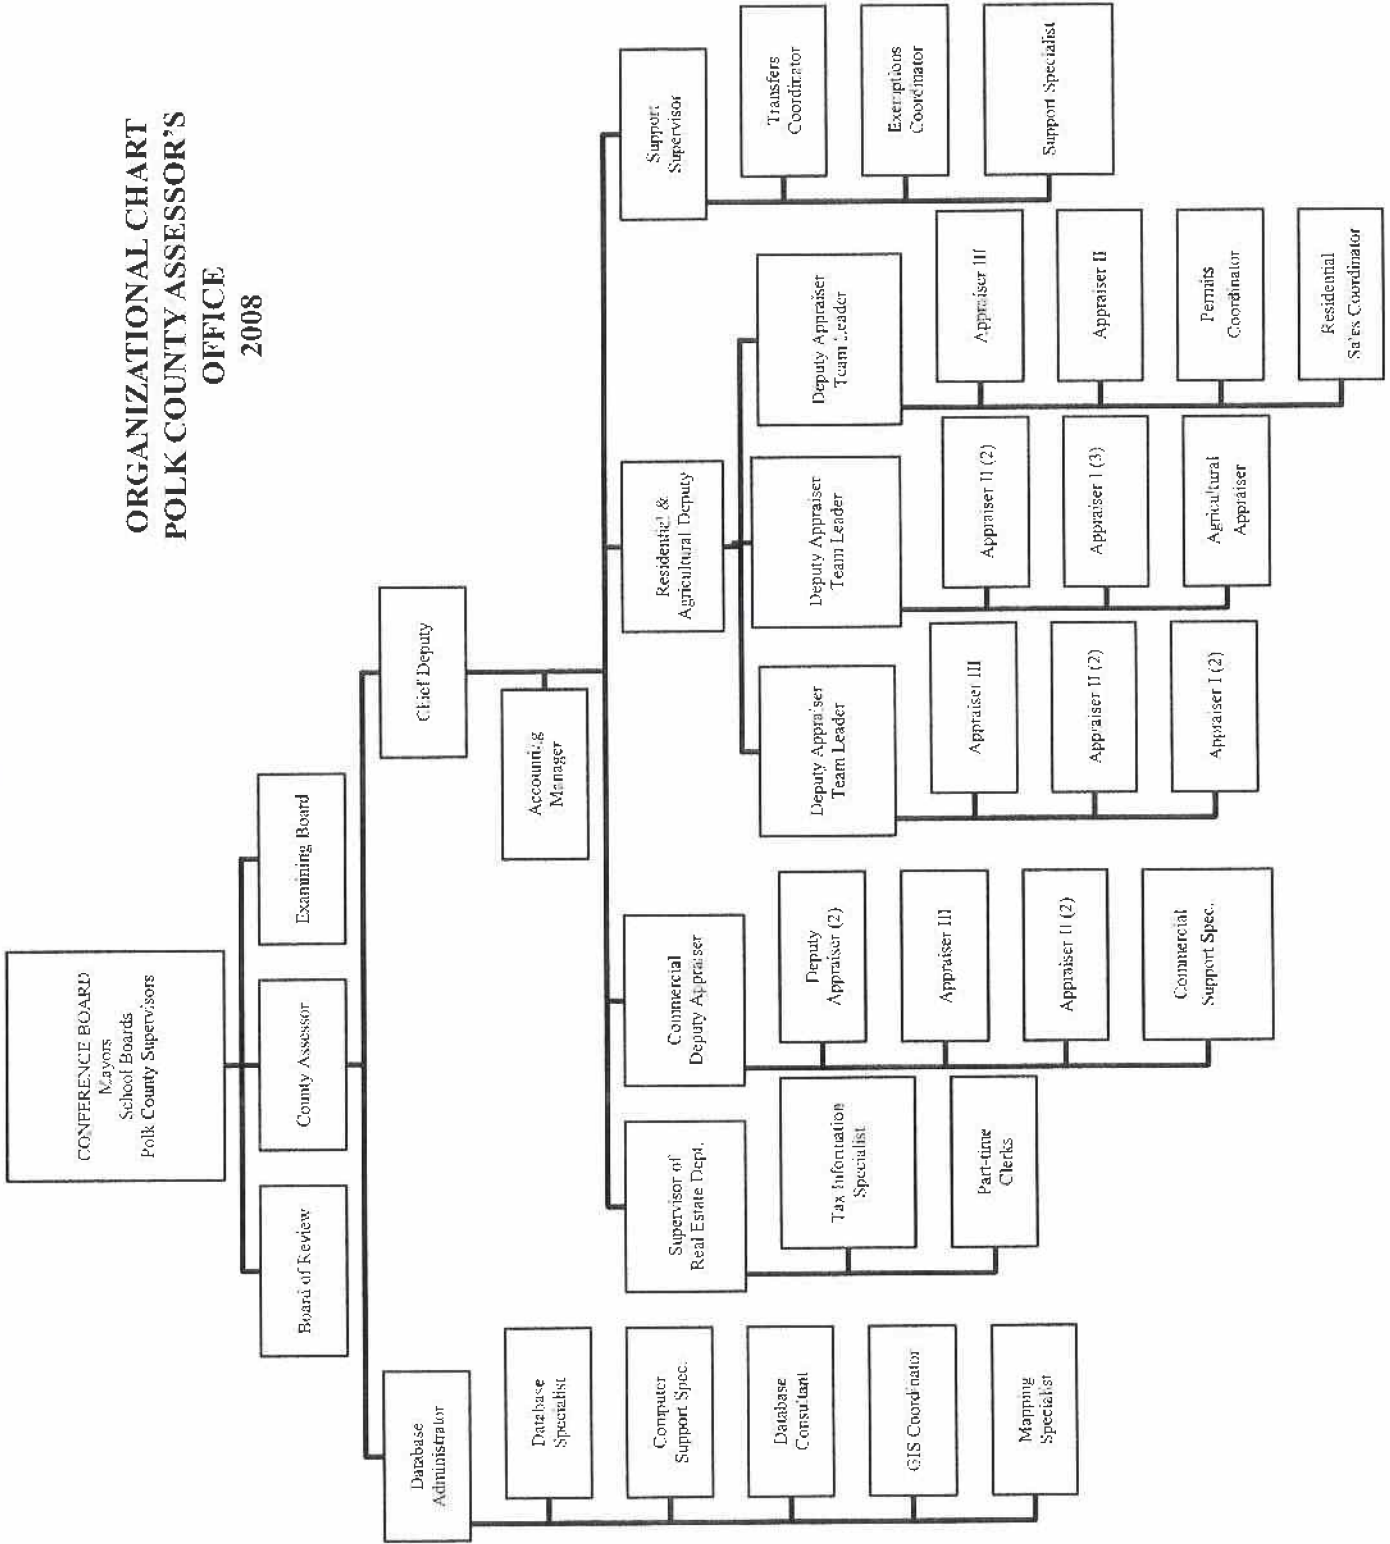 ORGANIZATIONAL CHART
POLK COUNTY ASSESSOR'S
OFFICE
2008
CONFERENCE BOARD
Mayors
School Boards
Polk County Supervisors
Board of Review
County Assessor
Examining Board
Database
Administrator
Chief Deputy
Database
Specialist
Computer
Support Spec.
Database
Consultant
GIS Coordinator
Mapping
Specialist
Accounting
Manager
Supervisor of
Real Estate Dept.
Tax Information
Specialist
Part-time
Clerks
Commercial
Deputy Appraiser
Deputy
Appraiser (2)
Appraiser III
Appraiser II (2)
Commercial
Support Spec.
Residential &
Agricultural Deputy
Deputy Appraiser
Team Leader
Appraiser III
Appraiser II (2)
Appraiser I (2)
Deputy Appraiser
Team Leader
Appraiser II (2)
Appraiser I (3)
Agricultural
Appraiser
Deputy Appraiser
Team Leader
Appraiser III
Appraiser II
Permits
Coordinator
Residential
Sales Coordinator
Support
Supervisor
Transfers
Coordinator
Exemptions
Coordinator
Support Specialist